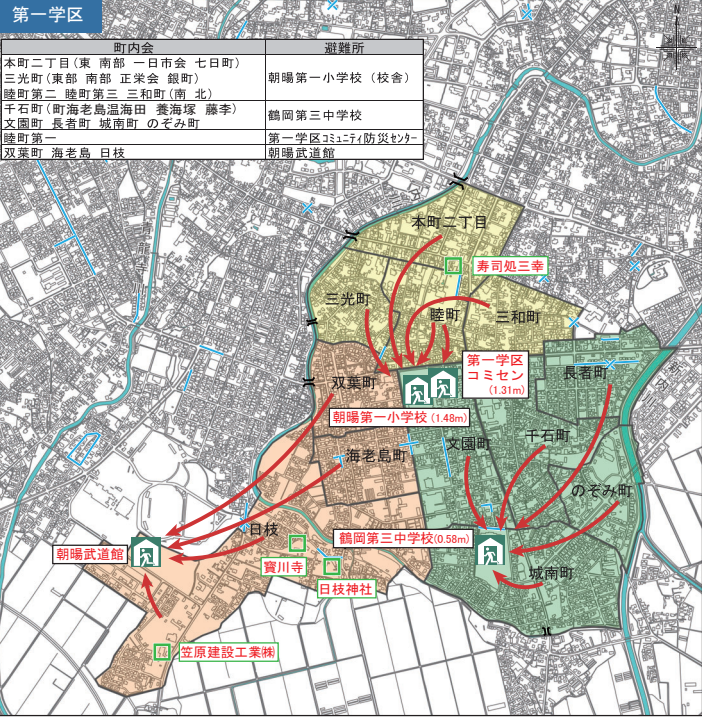 第一学区
N
町内会 避難所
本町二丁目(東 南部 一日市会 七日町)
三光町(東部 南部 正栄会 銀町)
睦町第二 睦町第三 三和町(南 北)
朝暘第一小学校（校舎）
千石町(町海老島温海田 養海塚 藤李)
文園町 長者町 城南町 のぞみ町
鶴岡第三中学校
睦町第一 第一学区ｺﾐｭﾆﾃｨ防災ｾﾝﾀｰ
双葉町 海老島 日枝 朝暘武道館
本町二丁目
寿司処三幸
三光町
睦町
三和町
第一学区
コミセン
(1.31m)
長者町
双葉町
朝暘第一小学校(1.48m)
文園町
千石町
海老島町
のぞみ町
日枝
鶴岡第三中学校(0.58m)
朝暘武道館
寶川寺
城南町
日枝神社
笠原建設工業㈱